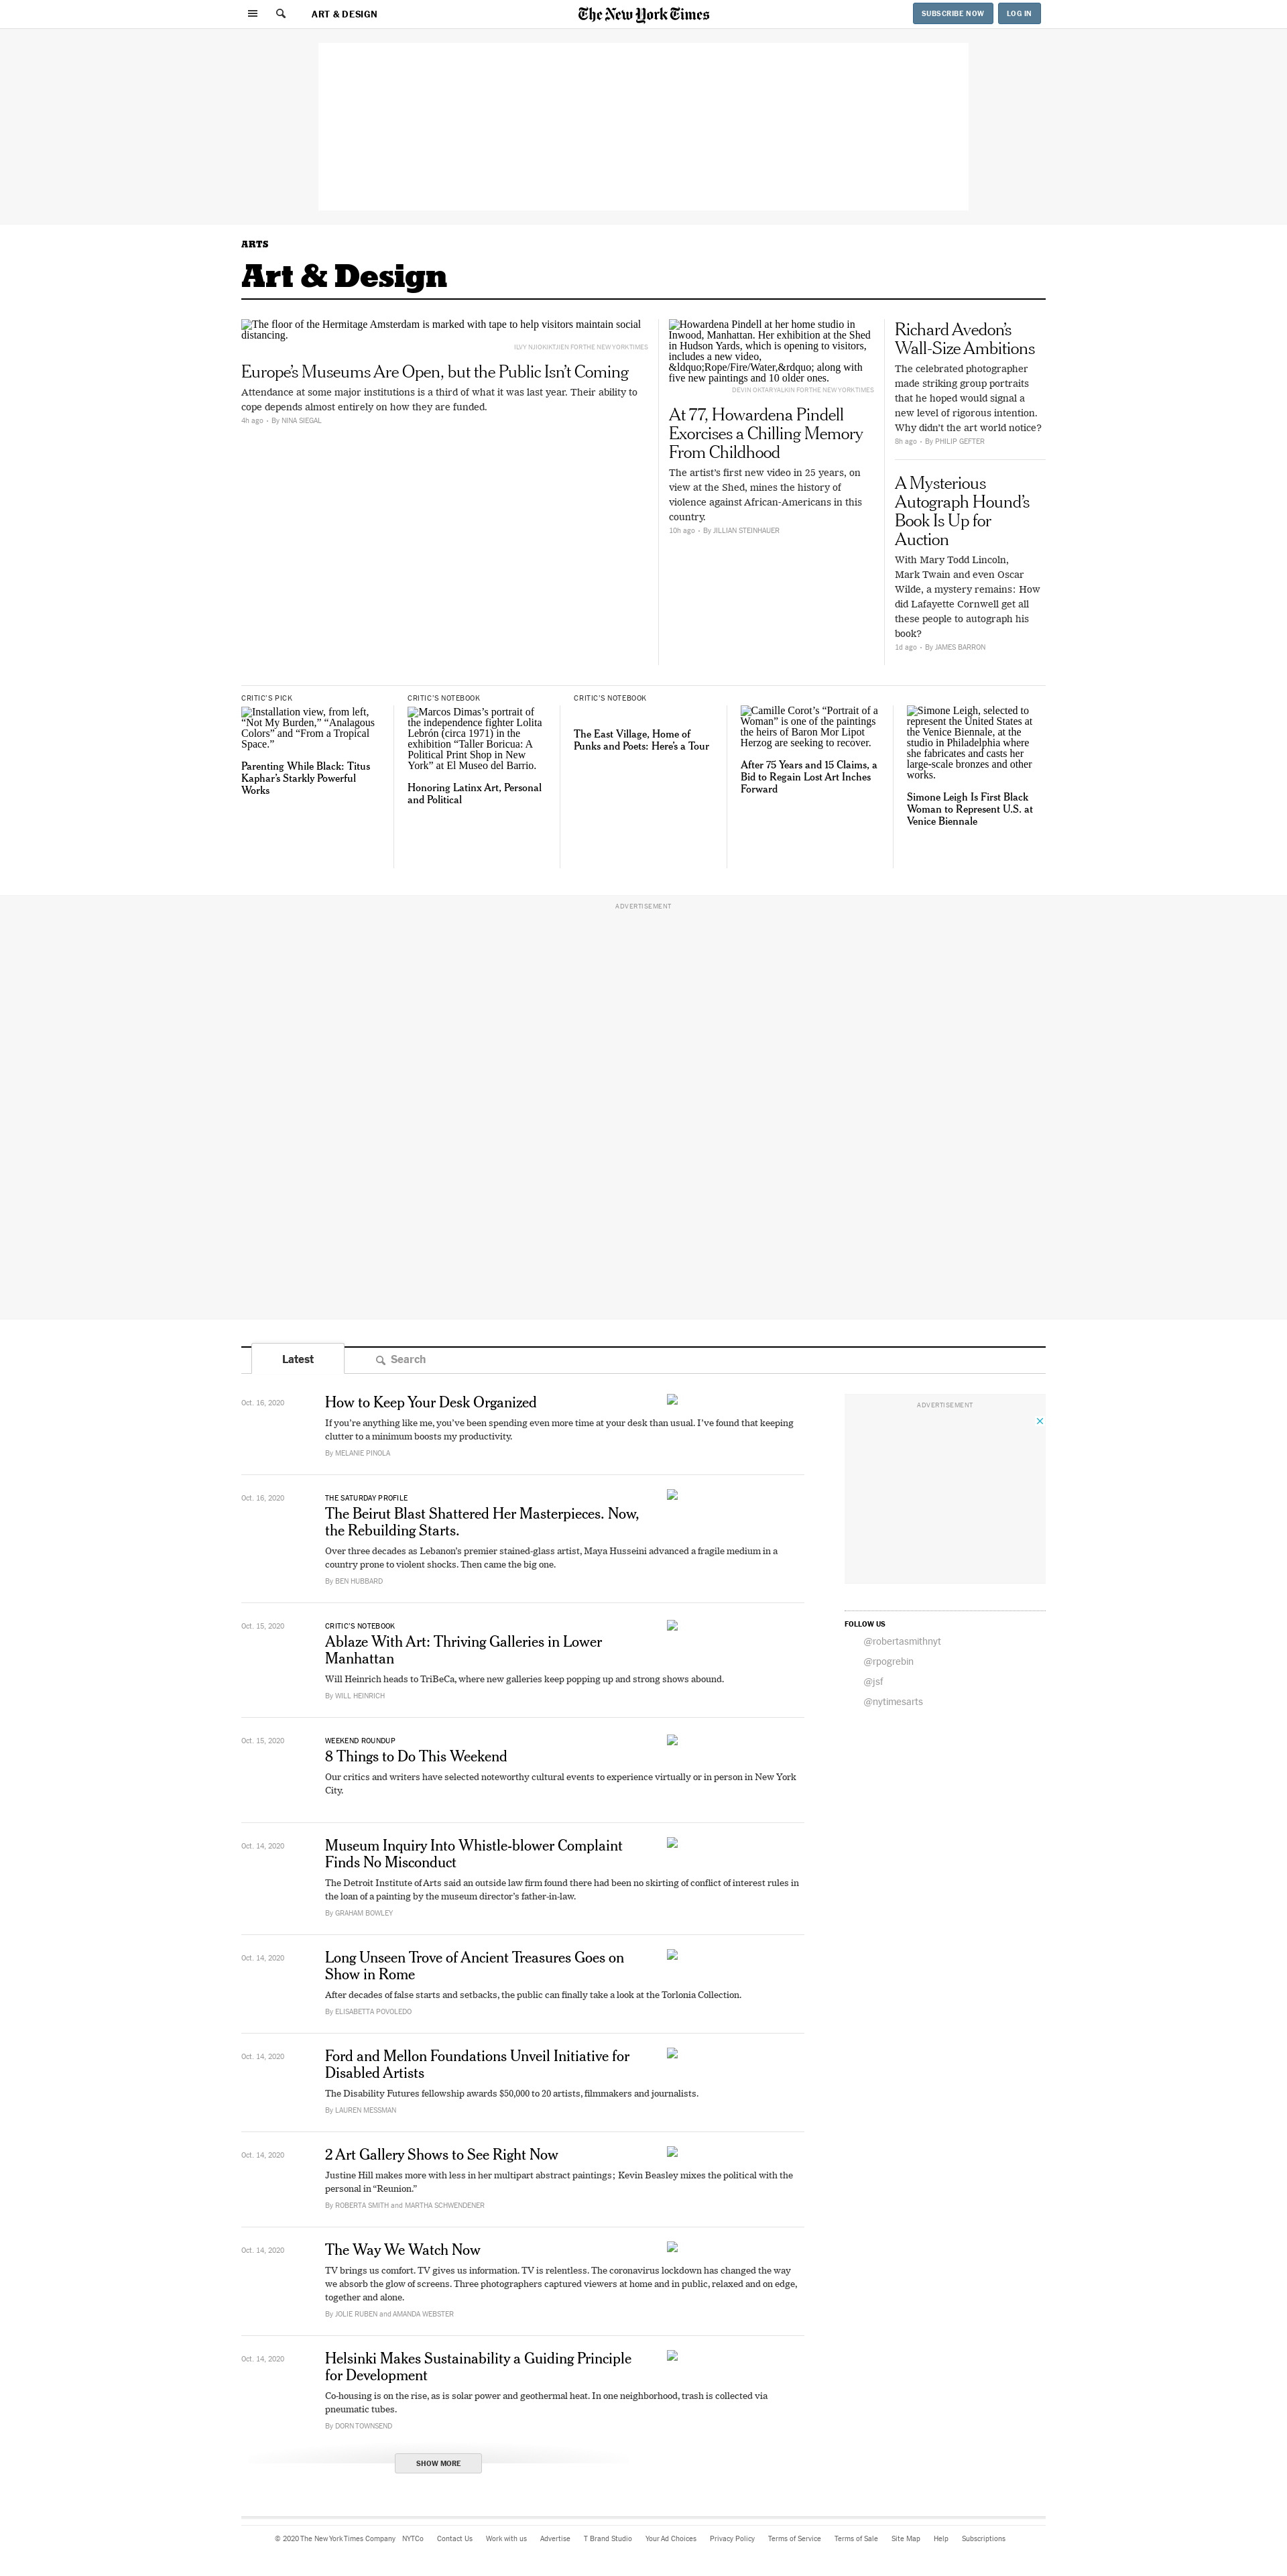 ART & DESIGN
The New York Times
SUBSCRIBE NOW
LOG IN
ARTS
Art & Design
The floor of the Hermitage Amsterdam is marked with tape to help visitors maintain social
distancing.
ILVY NJIOKIKTJIEN FOR THE NEW YORK TIMES
Europe’s Museums Are Open, but the Public Isn’t Coming
Attendance at some major institutions is a third of what it was last year. Their ability to
cope depends almost entirely on how they are funded.
4h ago - By NINA SIEGAL
Howardena Pindell at her home studio in
Inwood, Manhattan. Her exhibition at the Shed
in Hudson Yards, which is opening to visitors,
includes a new video,
&ldquo;Rope/Fire/Water,&rdquo; along with
five new paintings and 10 older ones.
DEVIN OKTAR YALKIN FOR THE NEW YORK TIMES
At 77, Howardena Pindell
Exorcises a Chilling Memory
From Childhood
The artist’s first new video in 25 years, on
view at the Shed, mines the history of
violence against African-Americans in this
country.
10h ago - By JILLIAN STEINHAUER
Richard Avedon’s
Wall-Size Ambitions
The celebrated photographer
made striking group portraits
that he hoped would signal a
new level of rigorous intention.
Why didn’t the art world notice?
8h ago - By PHILIP GEFTER
A Mysterious
Autograph Hound’s
Book Is Up for
Auction
With Mary Todd Lincoln,
Mark Twain and even Oscar
Wilde, a mystery remains: How
did Lafayette Cornwell get all
these people to autograph his
book?
1d ago - By JAMES BARRON
CRITIC’S PICK
Installation view, from left,
“Not My Burden,” “Analagous
Colors” and “From a Tropical
Space.”
Parenting While Black: Titus
Kaphar’s Starkly Powerful
Works
CRITIC’S NOTEBOOK
Marcos Dimas’s portrait of
the independence fighter Lolita
Lebrón (circa 1971) in the
exhibition “Taller Boricua: A
Political Print Shop in New
York” at El Museo del Barrio.
Honoring Latinx Art, Personal
and Political
CRITIC’S NOTEBOOK
The East Village, Home of
Punks and Poets: Here’s a Tour
Camille Corot’s “Portrait of a
Woman” is one of the paintings
the heirs of Baron Mor Lipot
Herzog are seeking to recover.
After 75 Years and 15 Claims, a
Bid to Regain Lost Art Inches
Forward
Simone Leigh, selected to
represent the United States at
the Venice Biennale, at the
studio in Philadelphia where
she fabricates and casts her
large-scale bronzes and other
works.
Simone Leigh Is First Black
Woman to Represent U.S. at
Venice Biennale
ADVERTISEMENT
Latest
Search
Oct. 16, 2020
How to Keep Your Desk Organized
If you’re anything like me, you’ve been spending even more time at your desk than usual. I’ve found that keeping
clutter to a minimum boosts my productivity.
By MELANIE PINOLA
Oct. 16, 2020
THE SATURDAY PROFILE
The Beirut Blast Shattered Her Masterpieces. Now,
the Rebuilding Starts.
Over three decades as Lebanon’s premier stained-glass artist, Maya Husseini advanced a fragile medium in a
country prone to violent shocks. Then came the big one.
By BEN HUBBARD
Oct. 15, 2020
CRITIC’S NOTEBOOK
Ablaze With Art: Thriving Galleries in Lower
Manhattan
Will Heinrich heads to TriBeCa, where new galleries keep popping up and strong shows abound.
By WILL HEINRICH
Oct. 15, 2020
WEEKEND ROUNDUP
8 Things to Do This Weekend
Our critics and writers have selected noteworthy cultural events to experience virtually or in person in New York
City.
Oct. 14, 2020
Museum Inquiry Into Whistle-blower Complaint
Finds No Misconduct
The Detroit Institute of Arts said an outside law firm found there had been no skirting of conflict of interest rules in
the loan of a painting by the museum director’s father-in-law.
By GRAHAM BOWLEY
Oct. 14, 2020
Long Unseen Trove of Ancient Treasures Goes on
Show in Rome
After decades of false starts and setbacks, the public can finally take a look at the Torlonia Collection.
By ELISABETTA POVOLEDO
Oct. 14, 2020
Ford and Mellon Foundations Unveil Initiative for
Disabled Artists
The Disability Futures fellowship awards $50,000 to 20 artists, filmmakers and journalists.
By LAUREN MESSMAN
Oct. 14, 2020
2 Art Gallery Shows to See Right Now
Justine Hill makes more with less in her multipart abstract paintings; Kevin Beasley mixes the political with the
personal in “Reunion.”
By ROBERTA SMITH and MARTHA SCHWENDENER
Oct. 14, 2020
The Way We Watch Now
TV brings us comfort. TV gives us information. TV is relentless. The coronavirus lockdown has changed the way
we absorb the glow of screens. Three photographers captured viewers at home and in public, relaxed and on edge,
together and alone.
By JOLIE RUBEN and AMANDA WEBSTER
Oct. 14, 2020
Helsinki Makes Sustainability a Guiding Principle
for Development
Co-housing is on the rise, as is solar power and geothermal heat. In one neighborhood, trash is collected via
pneumatic tubes.
By DORN TOWNSEND
SHOW MORE
ADVERTISEMENT
FOLLOW US
@robertasmithnyt
@rpogrebin
@jsf
@nytimesarts
© 2020 The New York Times Company NYTCo Contact Us Work with us Advertise T Brand Studio Your Ad Choices Privacy Policy Terms of Service Terms of Sale Site Map Help Subscriptions